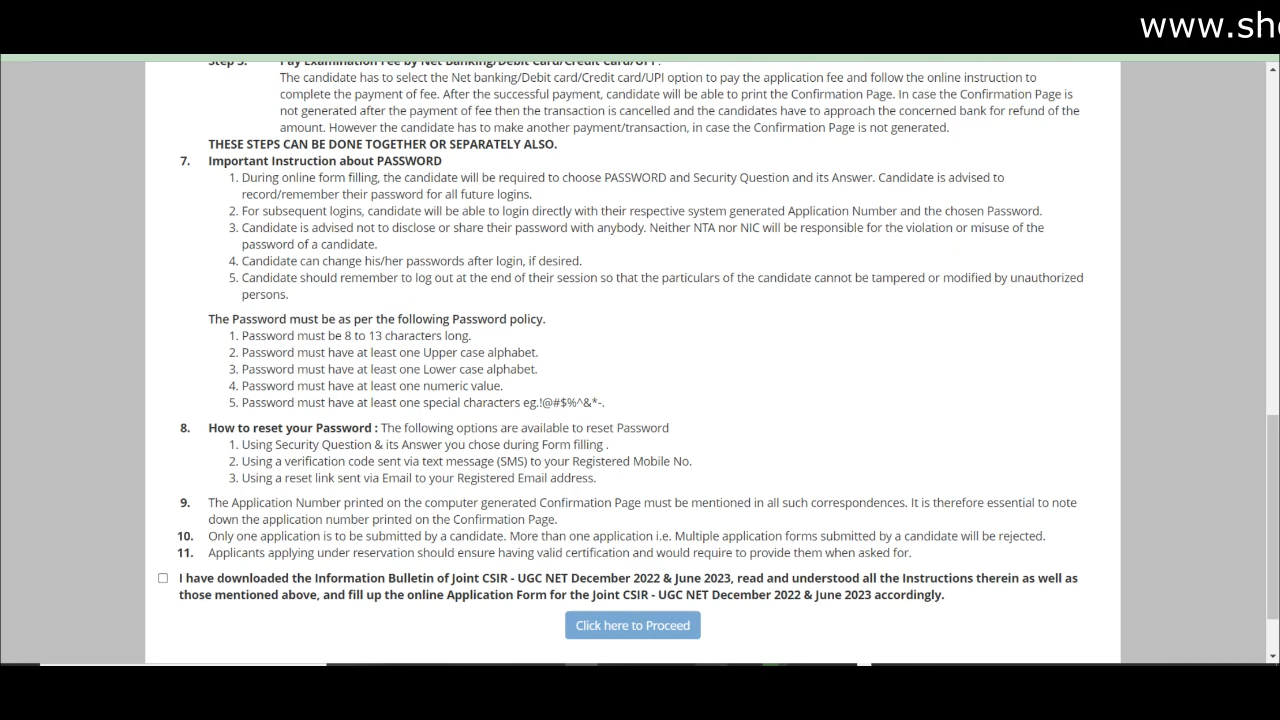 www.sh
Step 5: Pay Examination Fee by Net Banking/Debit Card/Credit Card/UPI :
The candidate has to select the Net banking/Debit card/Credit card/UPI option to pay the application fee and follow the online instruction to
complete the payment of fee. After the successful payment, candidate will be able to print the Confirmation Page. In case the Confirmation Page is
not generated after the payment of fee then the transaction is cancelled and the candidates have to approach the concerned bank for refund of the
amount. However the candidate has to make another payment/transaction, in case the Confirmation Page is not generated.
THESE STEPS CAN BE DONE TOGETHER OR SEPARATELY ALSO.
7. Important Instruction about PASSWORD
1. During online form filling, the candidate will be required to choose PASSWORD and Security Question and its Answer. Candidate is advised to
record/remember their password for all future logins.
2. For subsequent logins, candidate will be able to login directly with their respective system generated Application Number and the chosen Password.
3. Candidate is advised not to disclose or share their password with anybody. Neither NTA nor NIC will be responsible for the violation or misuse of the
password of a candidate.
4. Candidate can change his/her passwords after login, if desired.
5. Candidate should remember to log out at the end of their session so that the particulars of the candidate cannot be tampered or modified by unauthorized
persons.
The Password must be as per the following Password policy.
1. Password must be 8 to 13 characters long.
2. Password must have at least one Upper case alphabet.
3. Password must have at least one Lower case alphabet.
4. Password must have at least one numeric value.
5. Password must have at least one special characters eg.!@#$%^&*-.
8. How to reset your Password : The following options are available to reset Password
1. Using Security Question & its Answer you chose during Form filling .
2. Using a verification code sent via text message (SMS) to your Registered Mobile No.
3. Using a reset link sent via Email to your Registered Email address.
9. The Application Number printed on the computer generated Confirmation Page must be mentioned in all such correspondences. It is therefore essential to note
down the application number printed on the Confirmation Page.
10. Only one application is to be submitted by a candidate. More than one application i.e. Multiple application forms submitted by a candidate will be rejected.
11. Applicants applying under reservation should ensure having valid certification and would require to provide them when asked for.
I have downloaded the Information Bulletin of Joint CSIR - UGC NET December 2022 & June 2023, read and understood all the Instructions therein as well as
those mentioned above, and fill up the online Application Form for the Joint CSIR - UGC NET December 2022 & June 2023 accordingly.
Click here to Proceed